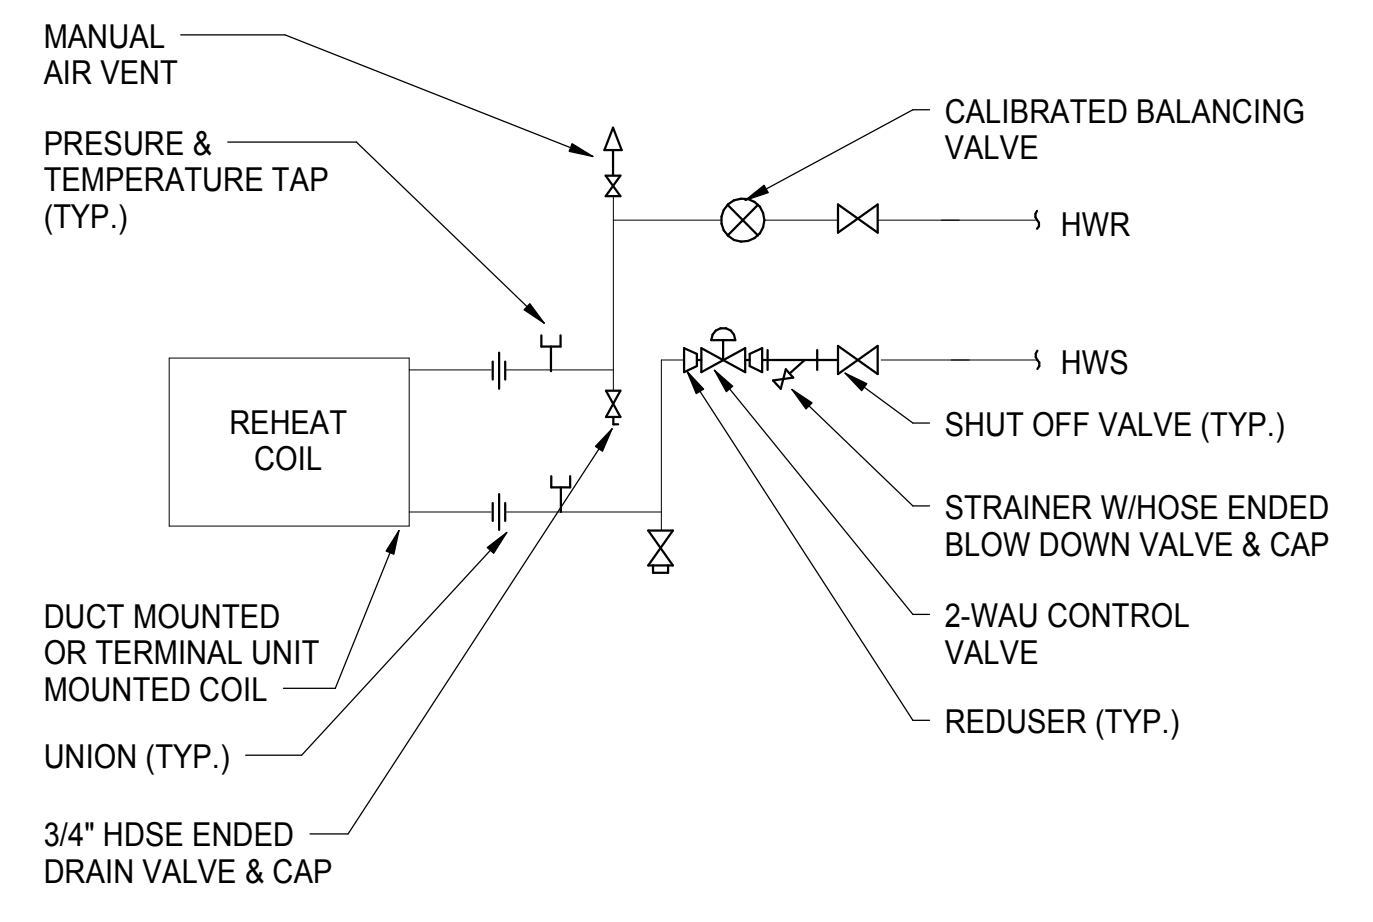 MANUAL
AIR VENT
PRESURE &
TEMPERATURE TAP
(TYP.)
CALIBRATED BALANCING
VALVE
HWR
HWS
REHEAT
COIL
SHUT OFF VALVE (TYP.)
STRAINER W/HOSE ENDED
BLOW DOWN VALVE & CAP
2-WAU CONTROL
VALVE
REDUSER (TYP.)
DUCT MOUNTED
OR TERMINAL UNIT
MOUNTED COIL
UNION (TYP.)
3/4" HDSE ENDED
DRAIN VALVE & CAP